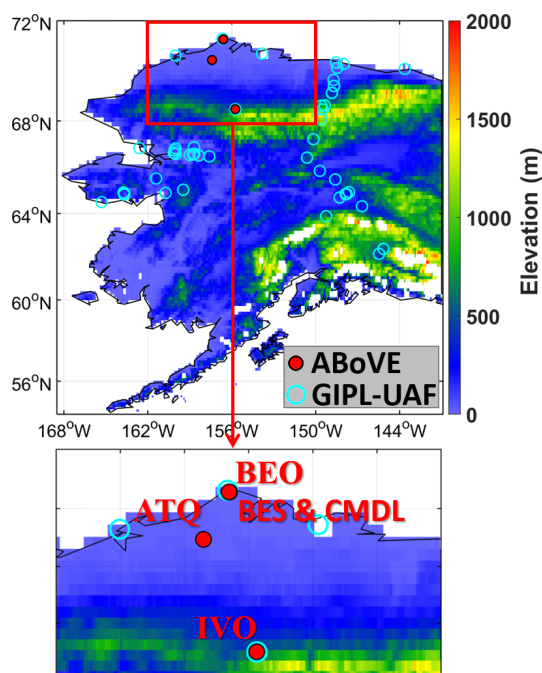 72°N
68°N
64°N
60°N
56°N
168°W 162°W 156°W 150°W 144°W
2000
1500
1000
500
0
Elevation (m)
ABoVE
GIPL-UAF
BEO
ATQ BES & CMDL
IVO